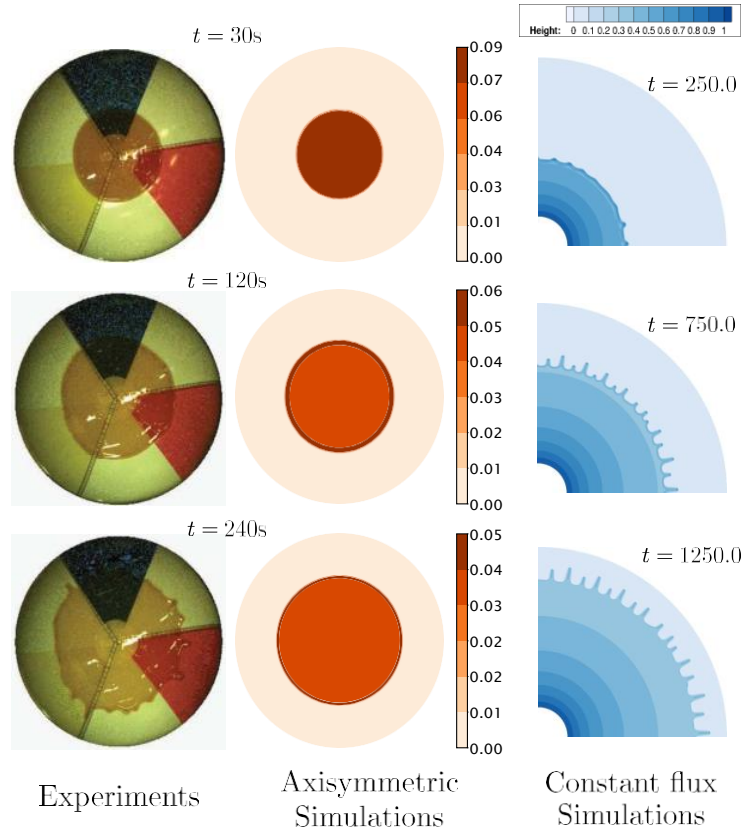 Height: 0 0.1 0.2 0.3 0.4 0.5 0.6 0.7 0.8 0.9 1
t = 30s
0.09
0.07
0.06
0.04
0.03
0.01
0.00
t = 250.0
t = 120s
0.06
0.05
0.04
0.03
0.02
0.01
0.00
t = 750.0
t = 240s
0.05
0.04
0.03
0.03
0.02
0.01
0.00
t = 1250.0
Experiments
Axisymmetric
Simulations
Constant flux
Simulations